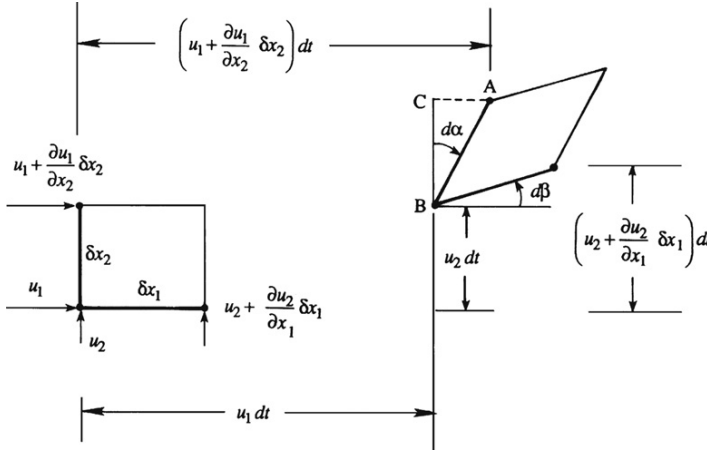 (u₁ + ∂u₁/∂x₂ δx₂) dt
A
C
dα
u₁ + ∂u₁/∂x₂ δx₂
B
dβ
δx₂
u₂ dt
(u₂ + ∂u₂/∂x₁ δx₁) d
u₁
δx₁
u₂ + ∂u₂/∂x₁ δx₁
u₂
u₁ dt